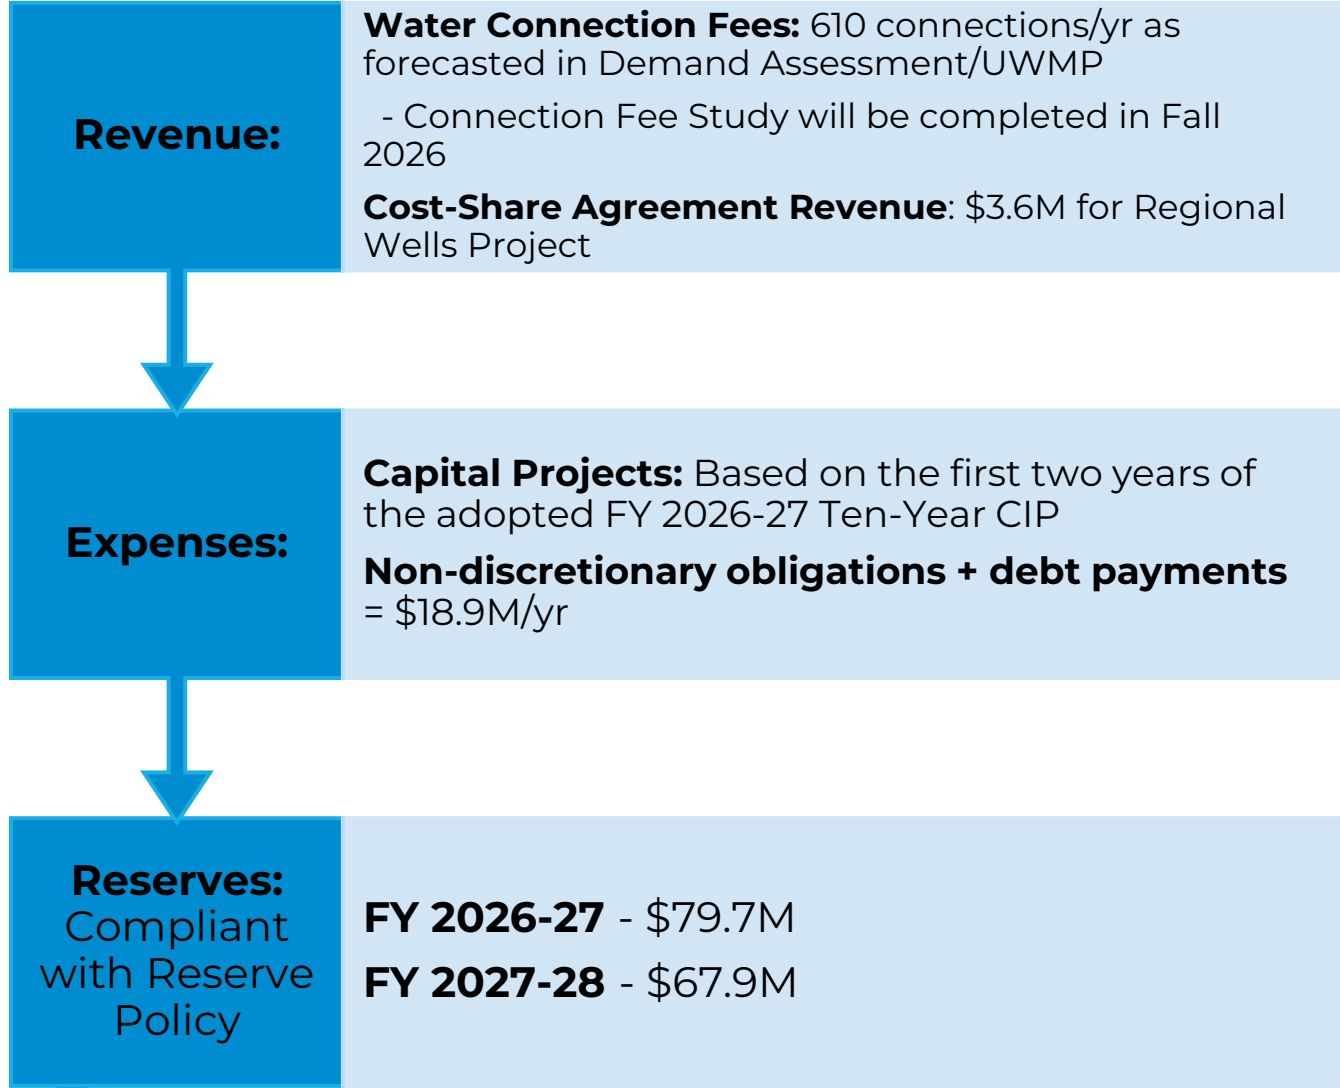 Revenue:
Water Connection Fees: 610 connections/yr as
forecasted in Demand Assessment/UWMP
- Connection Fee Study will be completed in Fall
2026
Cost-Share Agreement Revenue: $3.6M for Regional
Wells Project
Expenses:
Capital Projects: Based on the first two years of
the adopted FY 2026-27 Ten-Year CIP
Non-discretionary obligations + debt payments
= $18.9M/yr
Reserves:
Compliant
with Reserve
Policy
FY 2026-27 - $79.7M
FY 2027-28 - $67.9M